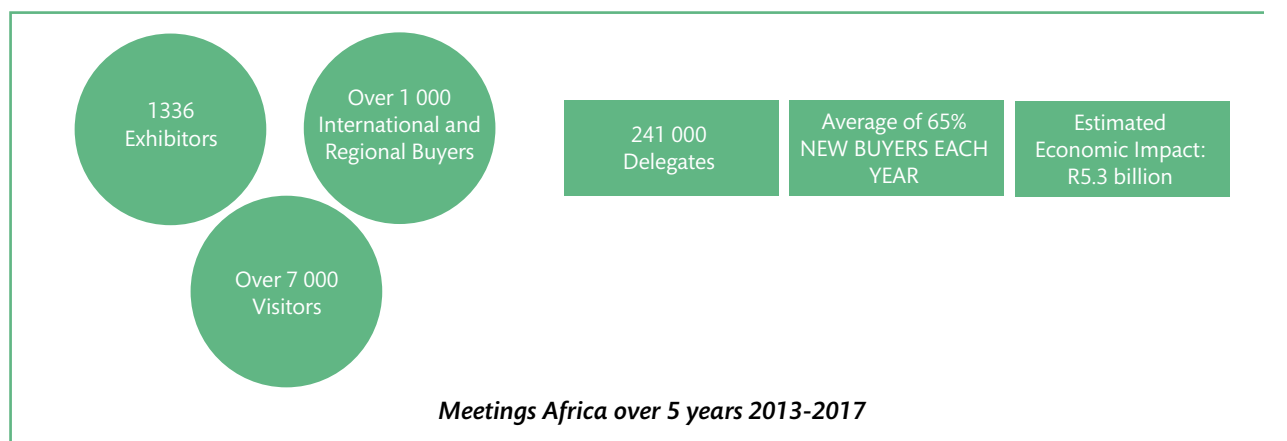 1336
Exhibitors
Over 1 000
International and
Regional Buyers
Over 7 000
Visitors
241 000
Delegates
Average of 65%
NEW BUYERS EACH
YEAR
Estimated
Economic Impact:
R5.3 billion
Meetings Africa over 5 years 2013-2017